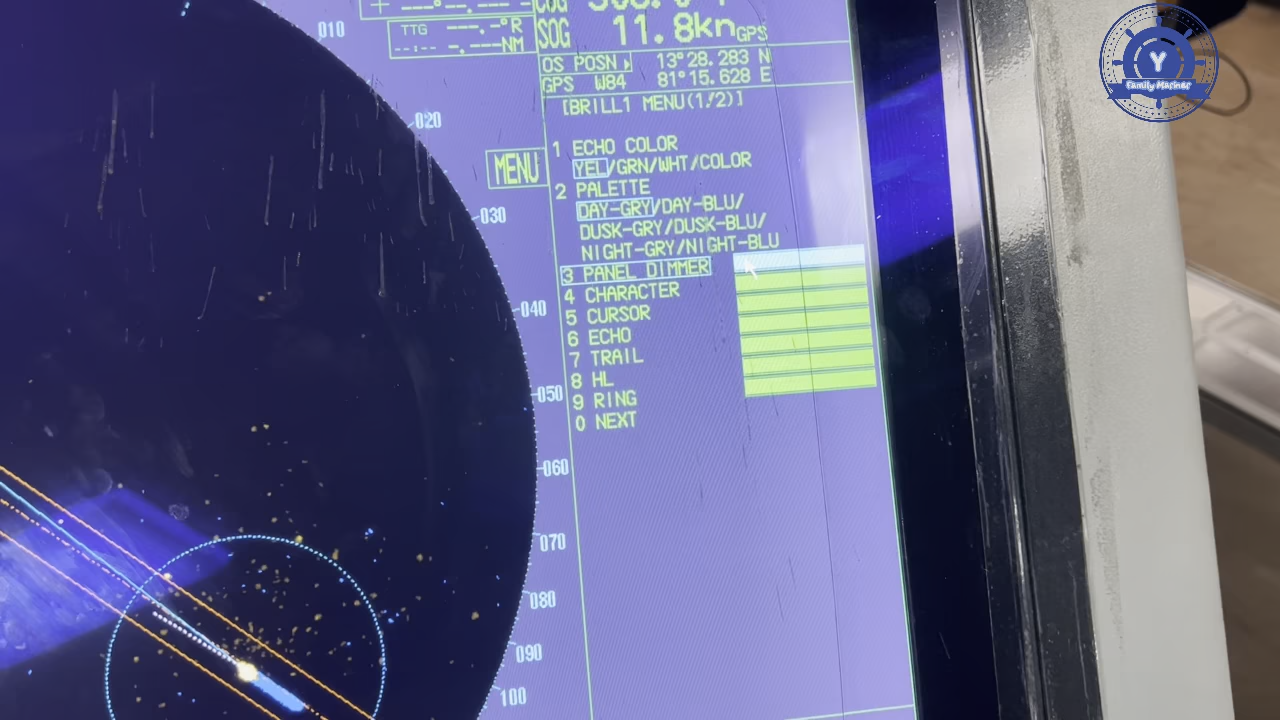 COG
SOG 11.8kn GPS
TTG ---.-°R
--:-- -.---NM
OS POSN 13°28.283 N
GPS W84 81°15.628 E
[BRILL1 MENU(1/2)]
MENU
1 ECHO COLOR
YEL/GRN/WHT/COLOR
2 PALETTE
DAY-GRY/DAY-BLU/
DUSK-GRY/DUSK-BLU/
NIGHT-GRY/NIGHT-BLU
3 PANEL DIMMER
4 CHARACTER
5 CURSOR
6 ECHO
7 TRAIL
8 HL
9 RING
0 NEXT
010
020
030
040
050
060
070
080
090
100
Y
Family Mariner